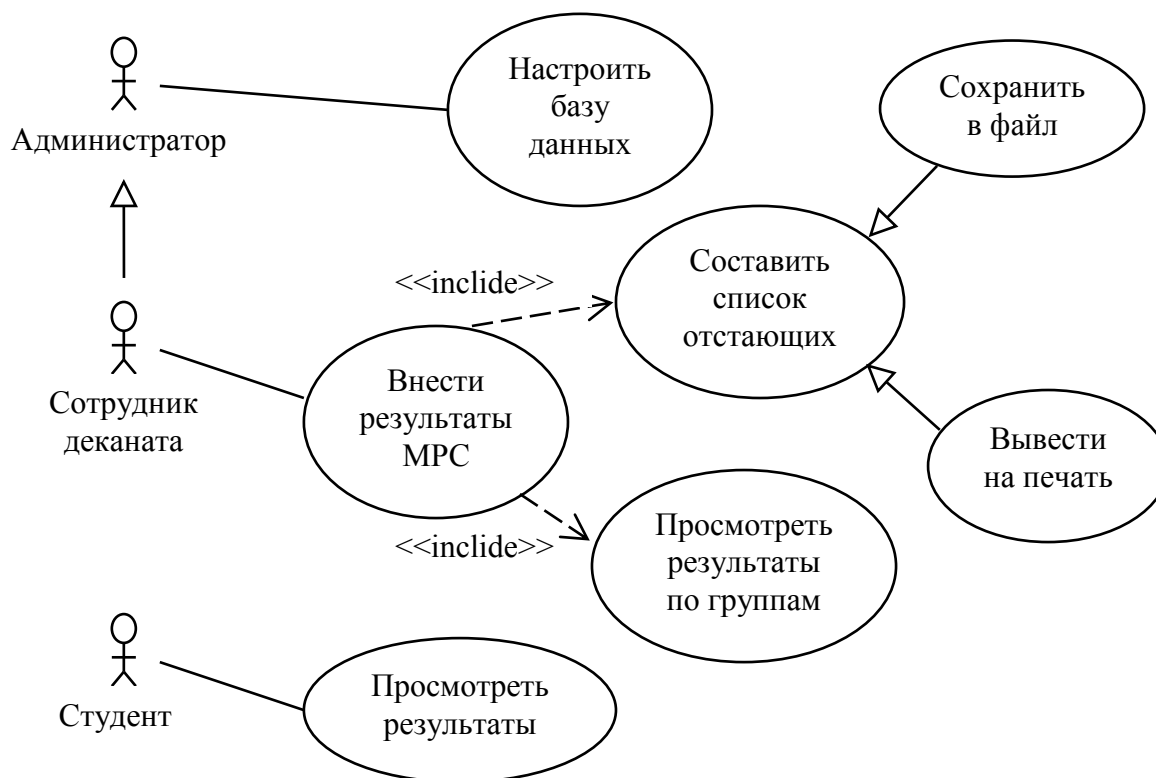 Администратор
Настроить
базу
данных
Сохранить
в файл
<<inclide>>
Составить
список
отстающих
Сотрудник
деканата
Внести
результаты
МРС
Вывести
на печать
<<inclide>>
Просмотреть
результаты
по группам
Студент
Просмотреть
результаты